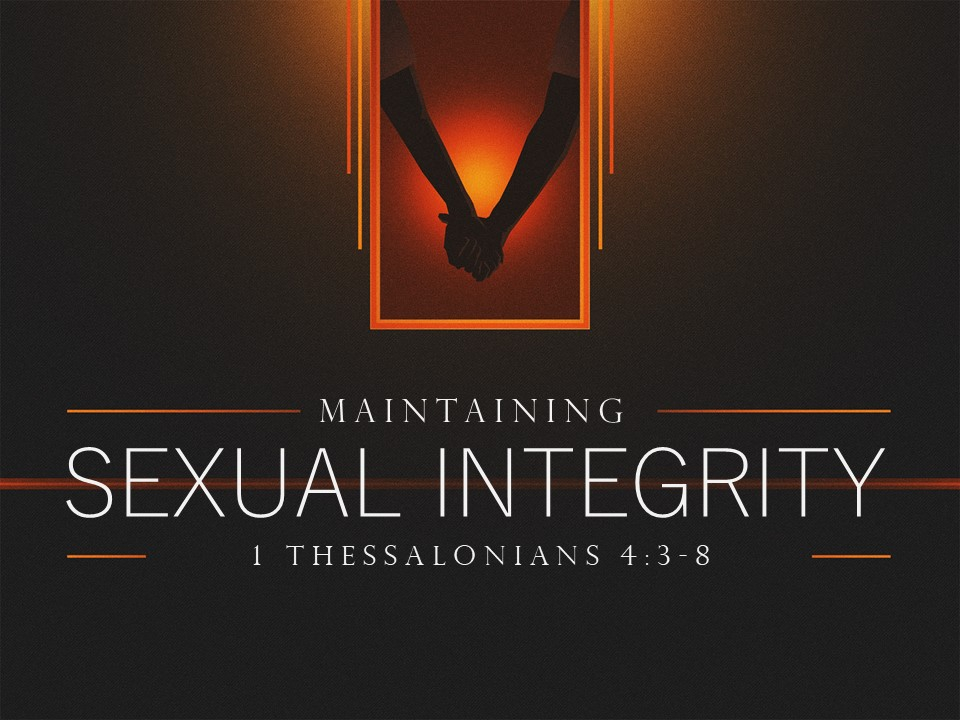 MAINTAINING
SEXUAL INTEGRITY
1 THESSALONIANS 4:3-8